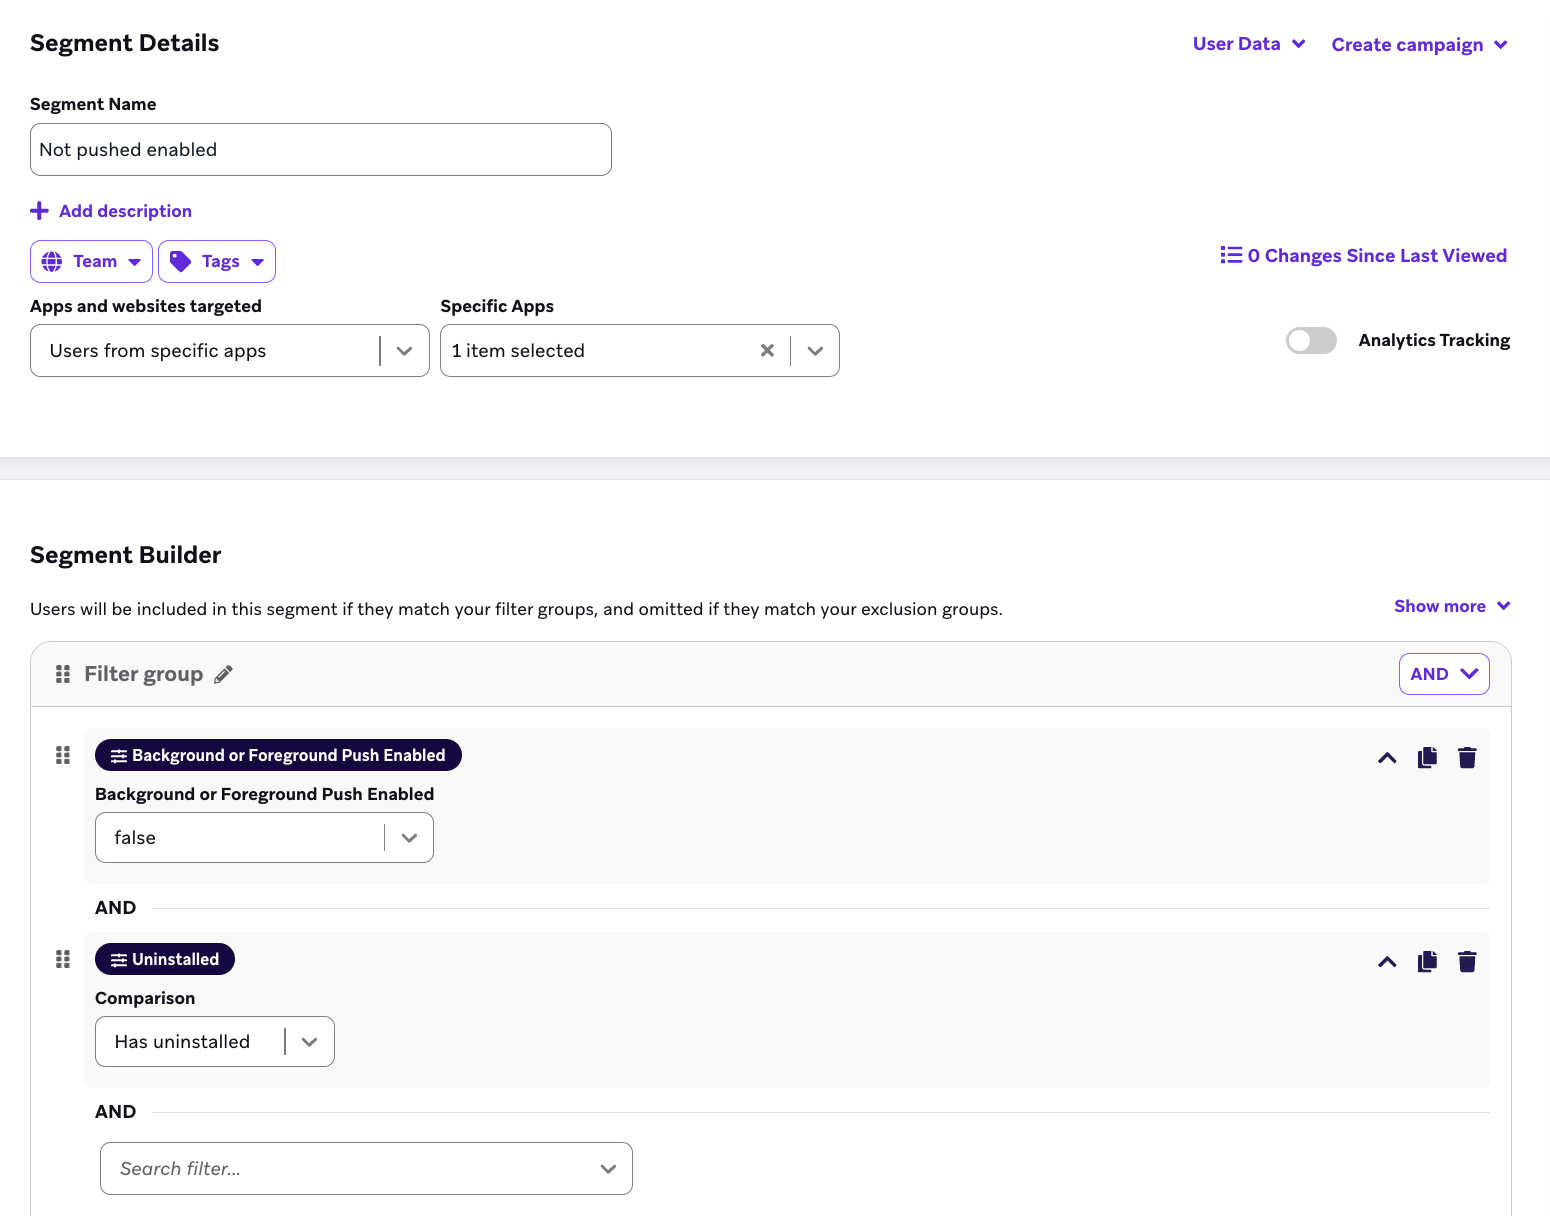 Segment Details
User Data
Create campaign
Segment Name
Not pushed enabled
Add description
Team
Tags
0 Changes Since Last Viewed
Apps and websites targeted
Specific Apps
Users from specific apps
1 item selected
Analytics Tracking
Segment Builder
Users will be included in this segment if they match your filter groups, and omitted if they match your exclusion groups.
Show more
Filter group
AND
Background or Foreground Push Enabled
Background or Foreground Push Enabled
false
AND
Uninstalled
Comparison
Has uninstalled
AND
Search filter...